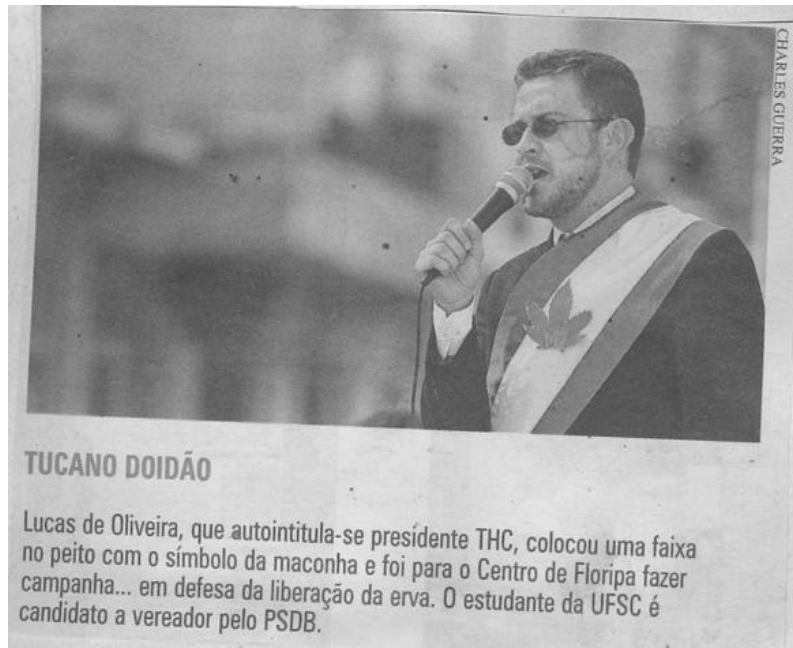 CHARLES GUERRA
TUCANO DOIDÃO
Lucas de Oliveira, que autointitula-se presidente THC, colocou uma faixa
no peito com o símbolo da maconha e foi para o Centro de Floripa fazer
campanha... em defesa da liberação da erva. O estudante da UFSC é
candidato a vereador pelo PSDB.